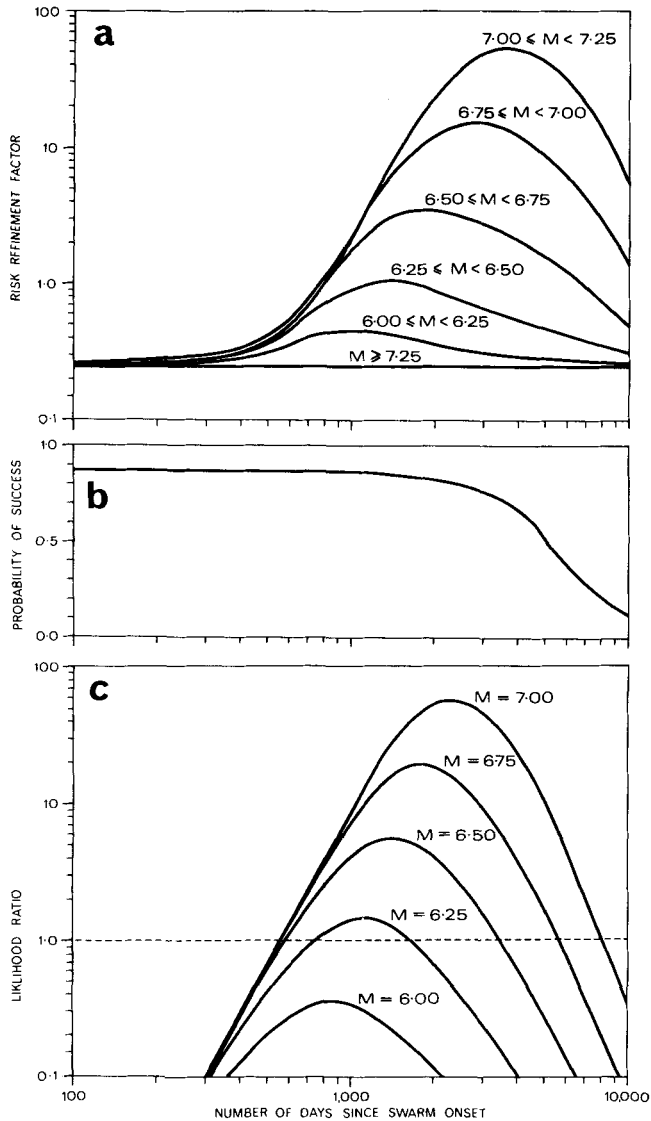 a
100
10
1·0
0·1
RISK RFFINEMENT FACTOR
7·00 ⩽ M < 7·25
6·75 ⩽ M < 7·00
6·50 ⩽ M < 6·75
6·25 ⩽ M < 6·50
6·00 ⩽ M < 6·25
M ⩾ 7·25
b
1·0
0·5
0·0
PROBABILITY OF SUCCESS
c
100
10
1·0
0·1
LIKLIHOOD RATIO
M = 7·00
M = 6·75
M = 6·50
M = 6·25
M = 6·00
100
1,000
10,000
NUMBER OF DAYS SINCE SWARM ONSET